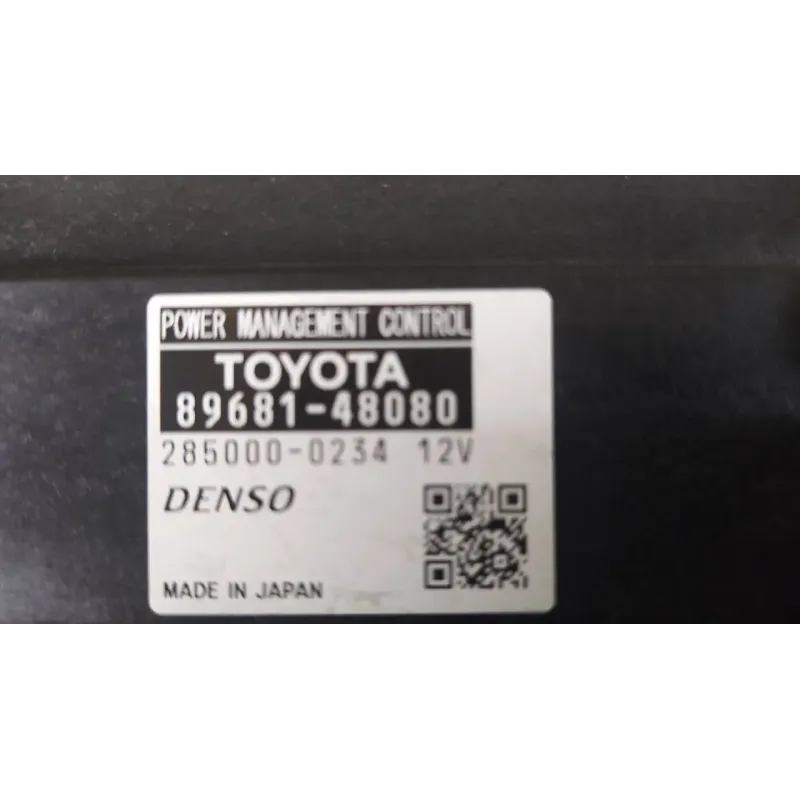 POWER MANAGEMENT CONTROL
TOYOTA
89681-48080
285000-0234 12V
DENSO
MADE IN JAPAN